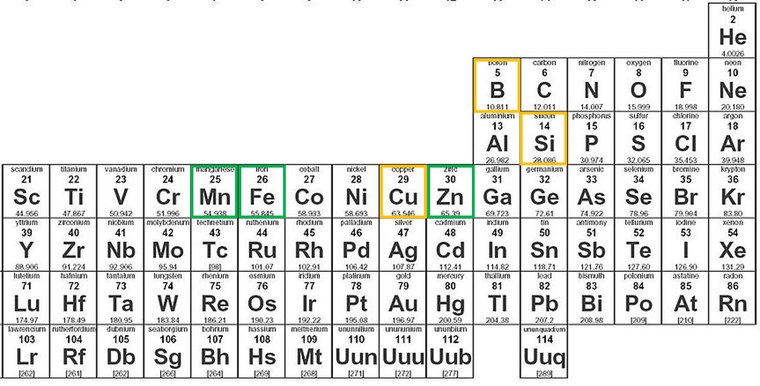 helium
2
He
4.0026
boron carbon nitrogen oxygen fluorine neon
5 6 7 8 9 10
B C N O F Ne
10.811 12.011 14.007 15.999 18.998 20.180
aluminium silicon phosphorus sulfur chlorine argon
13 14 15 16 17 18
Al Si P S Cl Ar
26.982 28.086 30.974 32.065 35.453 39.948
scandium titanium vanadium chromium manganese iron cobalt nickel copper zinc gallium germanium arsenic selenium bromine krypton
21 22 23 24 25 26 27 28 29 30 31 32 33 34 35 36
Sc Ti V Cr Mn Fe Co Ni Cu Zn Ga Ge As Se Br Kr
44.956 47.867 50.942 51.996 54.938 55.845 58.933 58.693 63.546 65.39 69.723 72.61 74.922 78.96 79.904 83.80
yttrium zirconium niobium molybdenum technetium ruthenium rhodium palladium silver cadmium indium tin antimony tellurium iodine xenon
39 40 41 42 43 44 45 46 47 48 49 50 51 52 53 54
Y Zr Nb Mo Tc Ru Rh Pd Ag Cd In Sn Sb Te I Xe
88.906 91.224 92.906 95.94 [98] 101.07 102.91 106.42 107.87 112.41 114.82 118.71 121.76 127.60 126.90 131.29
lutetium hafnium tantalum tungsten rhenium osmium iridium platinum gold mercury thallium lead bismuth polonium astatine radon
71 72 73 74 75 76 77 78 79 80 81 82 83 84 85 86
Lu Hf Ta W Re Os Ir Pt Au Hg Tl Pb Bi Po At Rn
174.97 178.49 180.95 183.84 186.21 190.23 192.22 195.08 196.97 200.59 204.38 207.2 208.98 [209] [210] [222]
lawrencium rutherfordium dubnium seaborgium bohrium hassium meitnerium ununnilium unununium ununbium ununquadium
103 104 105 106 107 108 109 110 111 112 114
Lr Rf Db Sg Bh Hs Mt Uun Uuu Uub Uuq
[262] [261] [262] [266] [264] [269] [268] [271] [272] [277] [289]